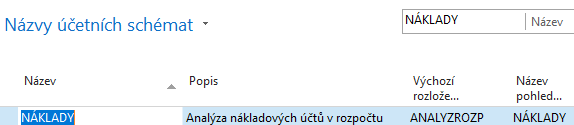 Názvy účetních schémat
NÁKLADY Název
Název Popis Výchozí rozlože... Název pohled...
NÁKLADY Analýza nákladových účtů v rozpočtu ANALYZROZP NÁKLADY